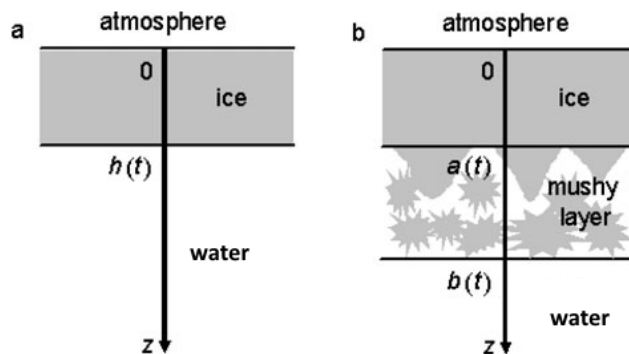 a
atmosphere
0
ice
h(t)
water
z
b
atmosphere
0
ice
a(t)
mushy
layer
b(t)
water
z